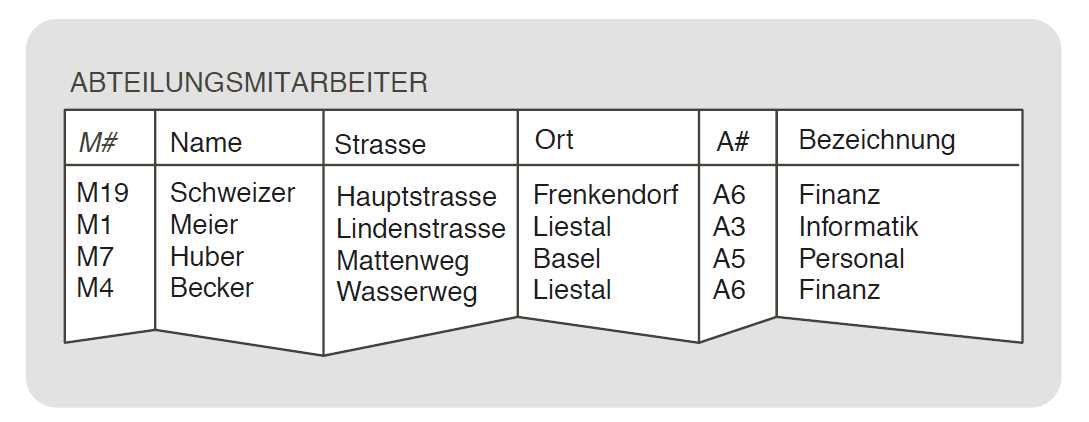 ABTEILUNGSMITARBEITER
M# Name Strasse Ort A# Bezeichnung
M19 Schweizer Hauptstrasse Frenkendorf A6 Finanz
M1 Meier Lindenstrasse Liestal A3 Informatik
M7 Huber Mattenweg Basel A5 Personal
M4 Becker Wasserweg Liestal A6 Finanz